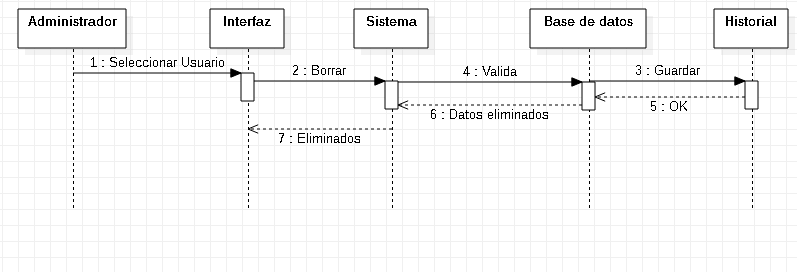 Administrador
Interfaz
Sistema
Base de datos
Historial
1 : Seleccionar Usuario
2 : Borrar
4 : Valida
3 : Guardar
5 : OK
6 : Datos eliminados
7 : Eliminados